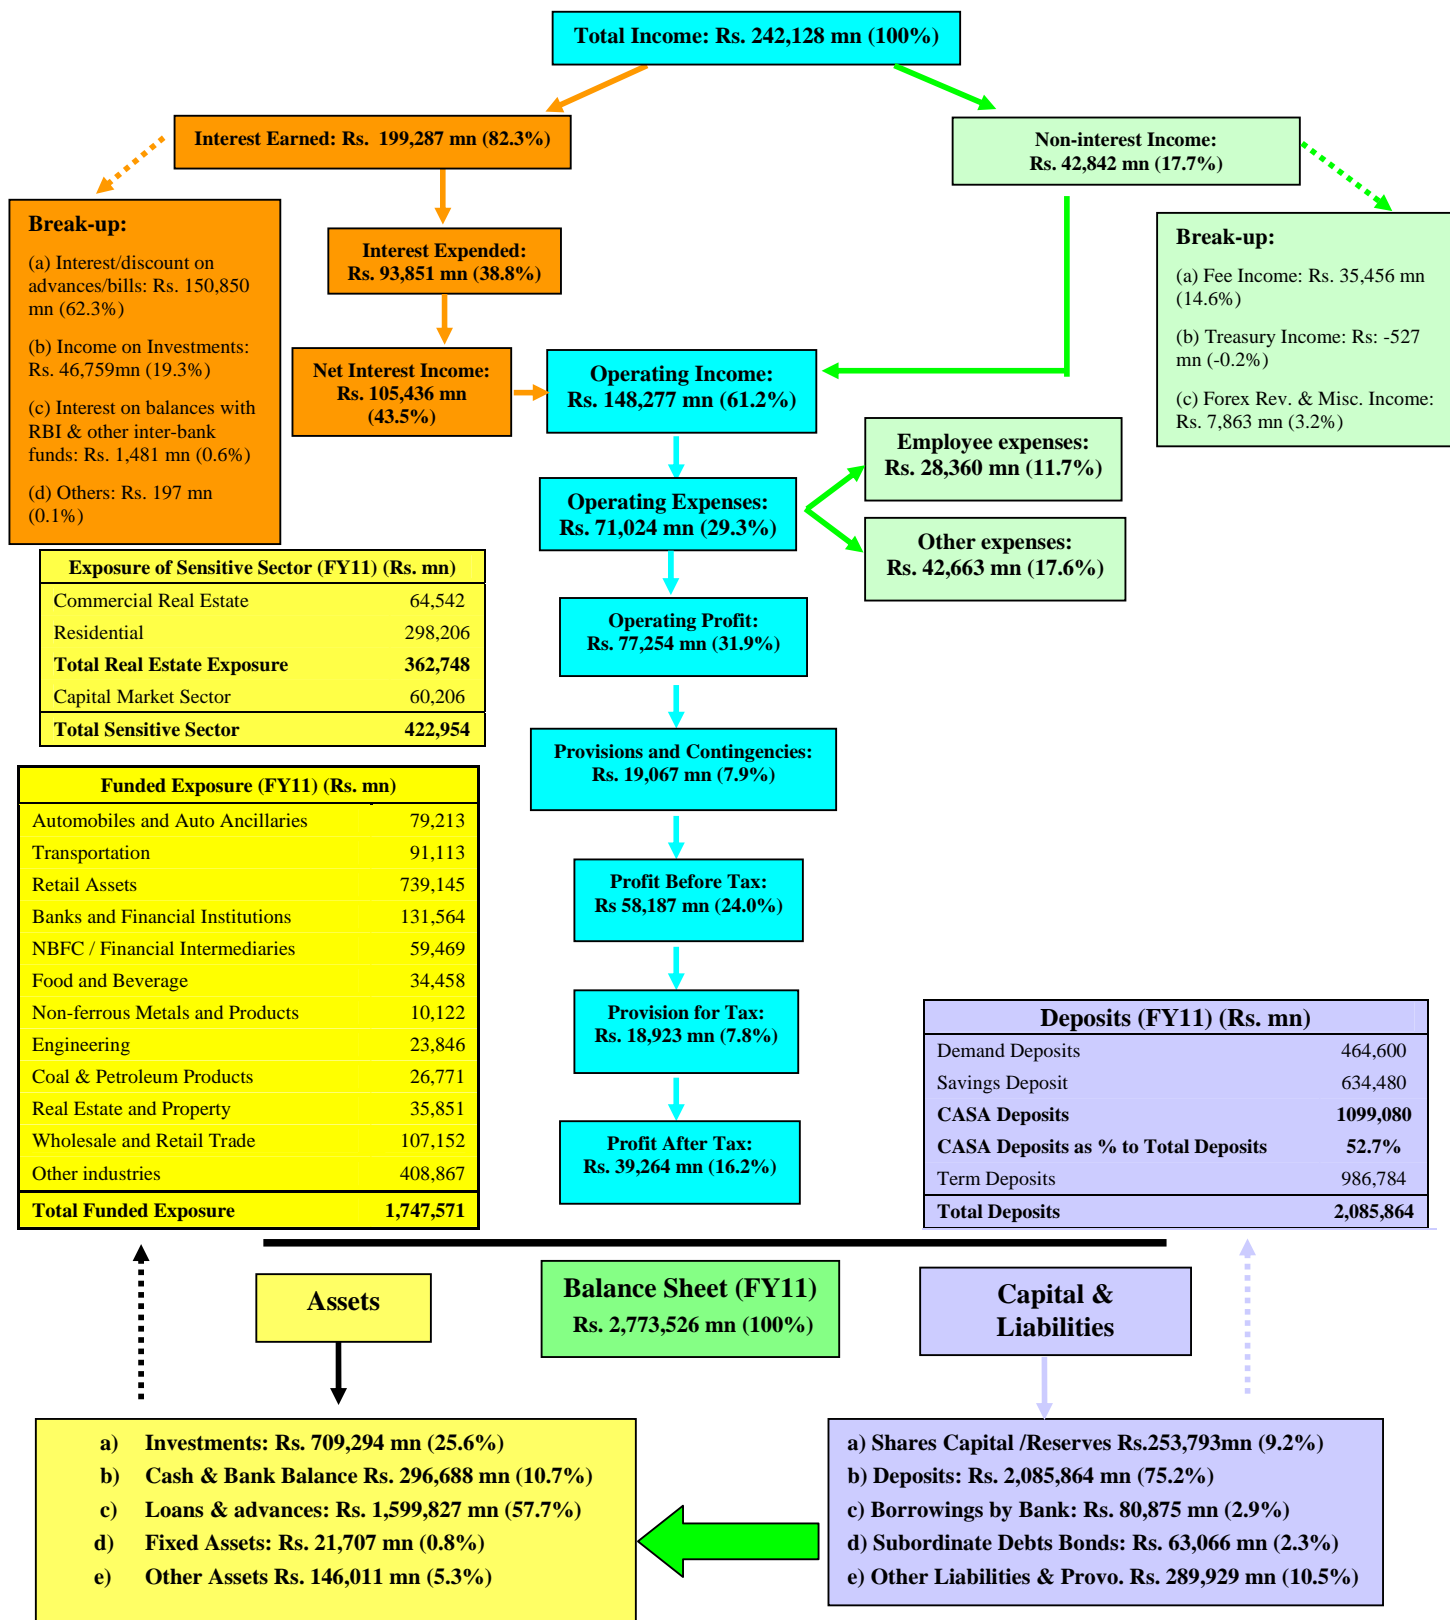 Total Income: Rs. 242,128 mn (100%)
Interest Earned: Rs. 199,287 mn (82.3%)
Non-interest Income:
Rs. 42,842 mn (17.7%)
Break-up:
(a) Interest/discount on
advances/bills: Rs. 150,850
mn (62.3%)
(b) Income on Investments:
Rs. 46,759mn (19.3%)
(c) Interest on balances with
RBI & other inter-bank
funds: Rs. 1,481 mn (0.6%)
(d) Others: Rs. 197 mn
(0.1%)
Interest Expended:
Rs. 93,851 mn (38.8%)
Net Interest Income:
Rs. 105,436 mn
(43.5%)
Operating Income:
Rs. 148,277 mn (61.2%)
Break-up:
(a) Fee Income: Rs. 35,456 mn
(14.6%)
(b) Treasury Income: Rs: -527
mn (-0.2%)
(c) Forex Rev. & Misc. Income:
Rs. 7,863 mn (3.2%)
Operating Expenses:
Rs. 71,024 mn (29.3%)
Employee expenses:
Rs. 28,360 mn (11.7%)
Other expenses:
Rs. 42,663 mn (17.6%)
Exposure of Sensitive Sector (FY11) (Rs. mn)
Commercial Real Estate 64,542
Residential 298,206
Total Real Estate Exposure 362,748
Capital Market Sector 60,206
Total Sensitive Sector 422,954
Operating Profit:
Rs. 77,254 mn (31.9%)
Provisions and Contingencies:
Rs. 19,067 mn (7.9%)
Profit Before Tax:
Rs 58,187 mn (24.0%)
Provision for Tax:
Rs. 18,923 mn (7.8%)
Profit After Tax:
Rs. 39,264 mn (16.2%)
Funded Exposure (FY11) (Rs. mn)
Automobiles and Auto Ancillaries 79,213
Transportation 91,113
Retail Assets 739,145
Banks and Financial Institutions 131,564
NBFC / Financial Intermediaries 59,469
Food and Beverage 34,458
Non-ferrous Metals and Products 10,122
Engineering 23,846
Coal & Petroleum Products 26,771
Real Estate and Property 35,851
Wholesale and Retail Trade 107,152
Other industries 408,867
Total Funded Exposure 1,747,571
Deposits (FY11) (Rs. mn)
Demand Deposits 464,600
Savings Deposit 634,480
CASA Deposits 1099,080
CASA Deposits as % to Total Deposits 52.7%
Term Deposits 986,784
Total Deposits 2,085,864
Assets
Balance Sheet (FY11)
Rs. 2,773,526 mn (100%)
Capital &
Liabilities
a) Investments: Rs. 709,294 mn (25.6%)
b) Cash & Bank Balance Rs. 296,688 mn (10.7%)
c) Loans & advances: Rs. 1,599,827 mn (57.7%)
d) Fixed Assets: Rs. 21,707 mn (0.8%)
e) Other Assets Rs. 146,011 mn (5.3%)
a) Shares Capital /Reserves Rs.253,793mn (9.2%)
b) Deposits: Rs. 2,085,864 mn (75.2%)
c) Borrowings by Bank: Rs. 80,875 mn (2.9%)
d) Subordinate Debts Bonds: Rs. 63,066 mn (2.3%)
e) Other Liabilities & Provo. Rs. 289,929 mn (10.5%)